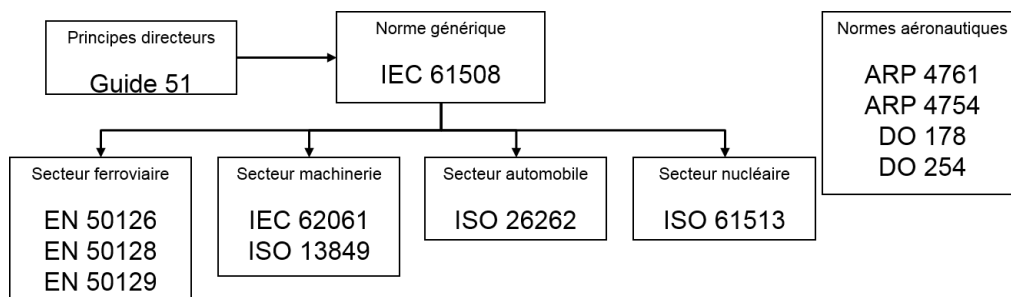 Principes directeurs
Guide 51
Norme générique
IEC 61508
Normes aéronautiques
ARP 4761
ARP 4754
DO 178
DO 254
Secteur ferroviaire
EN 50126
EN 50128
EN 50129
Secteur machinerie
IEC 62061
ISO 13849
Secteur automobile
ISO 26262
Secteur nucléaire
ISO 61513